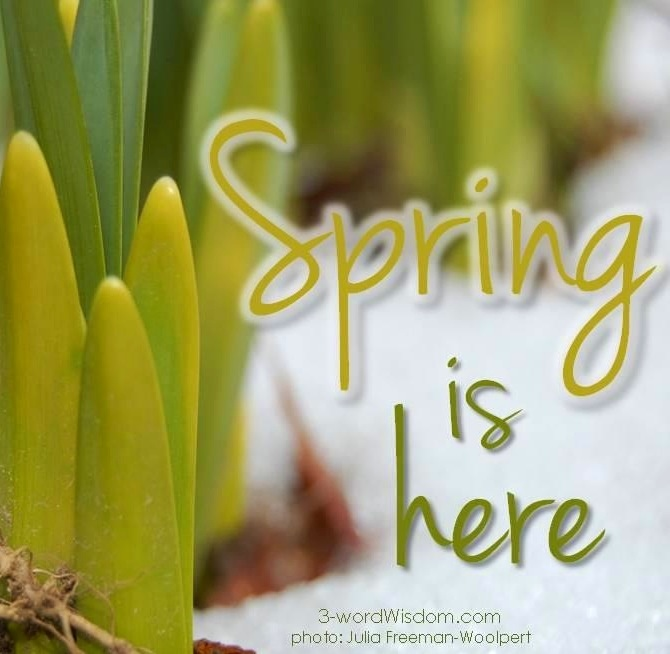 Spring
is
here
3-wordWisdom.com
photo: Julia Freeman-Woolpert